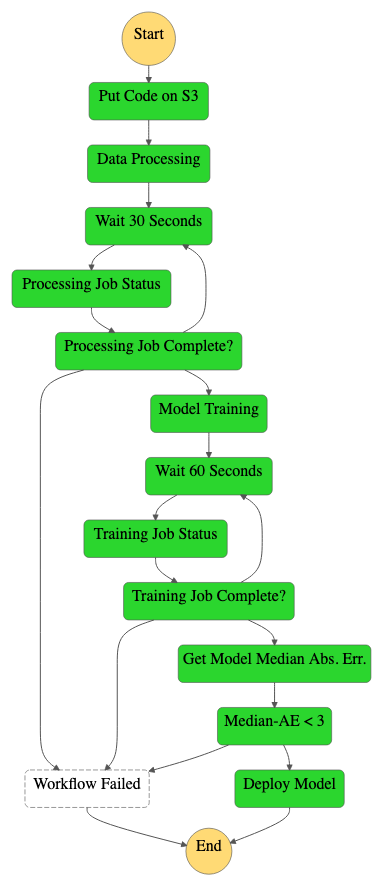 Start
Put Code on S3
Data Processing
Wait 30 Seconds
Processing Job Status
Processing Job Complete?
Model Training
Wait 60 Seconds
Training Job Status
Training Job Complete?
Get Model Median Abs. Err.
Median-AE < 3
Workflow Failed
Deploy Model
End